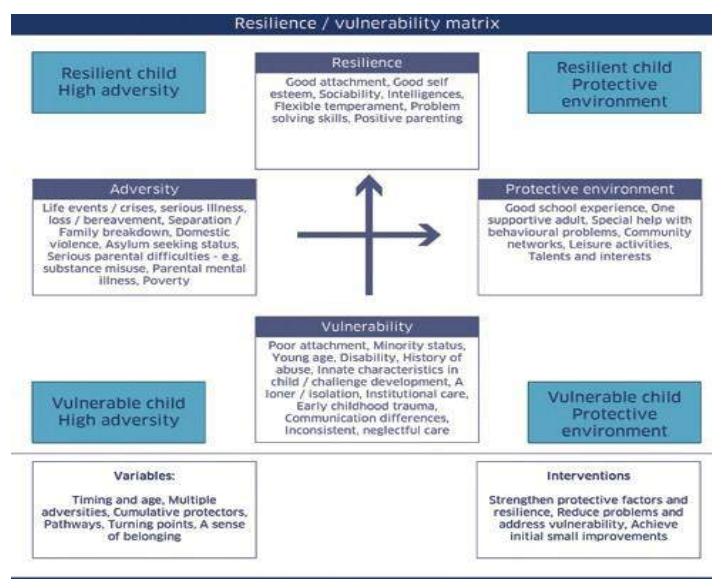 Resilience / vulnerability matrix
Resilient child
High adversity
Resilience
Good attachment, Good self
esteem, Sociability, Intelligences,
Flexible temperament, Problem
solving skills, Positive parenting
Resilient child
Protective
environment
Adversity
Life events / crises, serious Illness,
loss / bereavement, Separation /
Family breakdown, Domestic
violence, Asylum seeking status,
Serious parental difficulties - e.g.
substance misuse, Parental mental
illness, Poverty
Protective environment
Good school experience, One
supportive adult, Special help with
behavioural problems, Community
networks, Leisure activities,
Talents and interests
Vulnerability
Poor attachment, Minority status,
Young age, Disability, History of
abuse, Innate characteristics in
child / challenge development, A
loner / isolation, Institutional care,
Early childhood trauma,
Communication differences,
Inconsistent, neglectful care
Vulnerable child
High adversity
Vulnerable child
Protective
environment
Variables:
Timing and age, Multiple
adversities, Cumulative protectors,
Pathways, Turning points, A sense
of belonging
Interventions
Strengthen protective factors and
resilience, Reduce problems and
address vulnerability, Achieve
initial small improvements